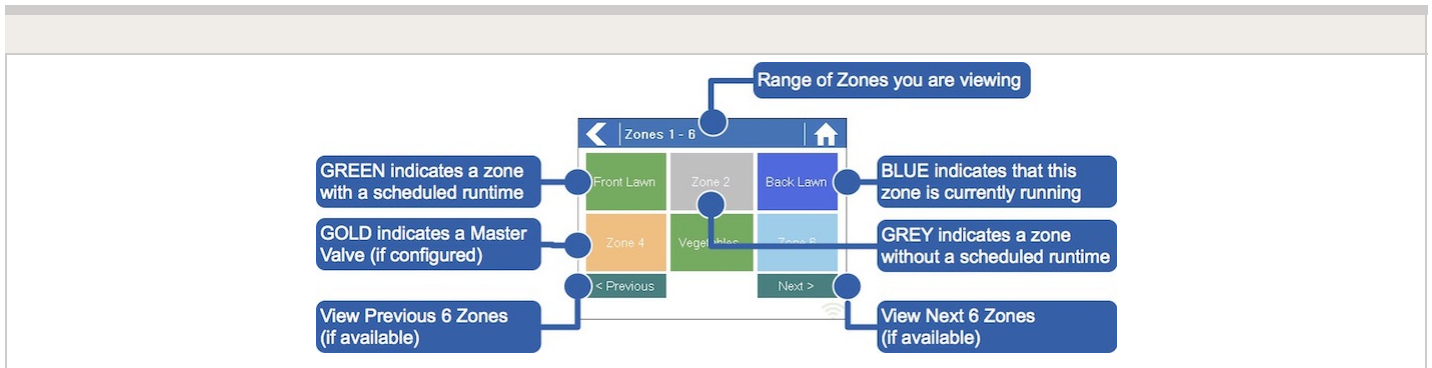 Range of Zones you are viewing
Zones 1 - 6
GREEN indicates a zone
with a scheduled runtime
Front Lawn
Zone 2
Back Lawn
BLUE indicates that this
zone is currently running
GOLD indicates a Master
Valve (if configured)
Zone 4
Vegetables
Zone 6
GREY indicates a zone
without a scheduled runtime
< Previous
Next >
View Previous 6 Zones
(if available)
View Next 6 Zones
(if available)